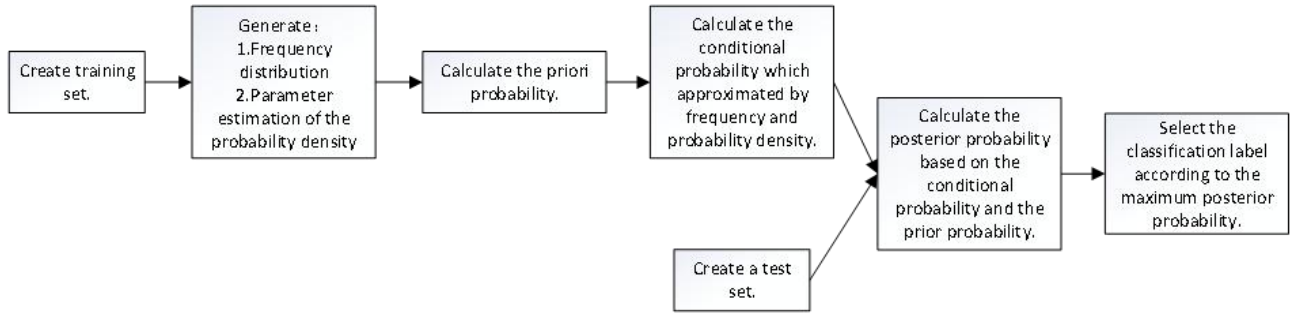 Create training
set.
Generate：
1.Frequency
distribution
2.Parameter
estimation of the
probability density
Calculate the priori
probability.
Calculate the
conditional
probability which
approximated by
frequency and
probability density.
Create a test
set.
Calculate the
posterior probability
based on the
conditional
probability and the
prior probability.
Select the
classification label
according to the
maximum posterior
probability.